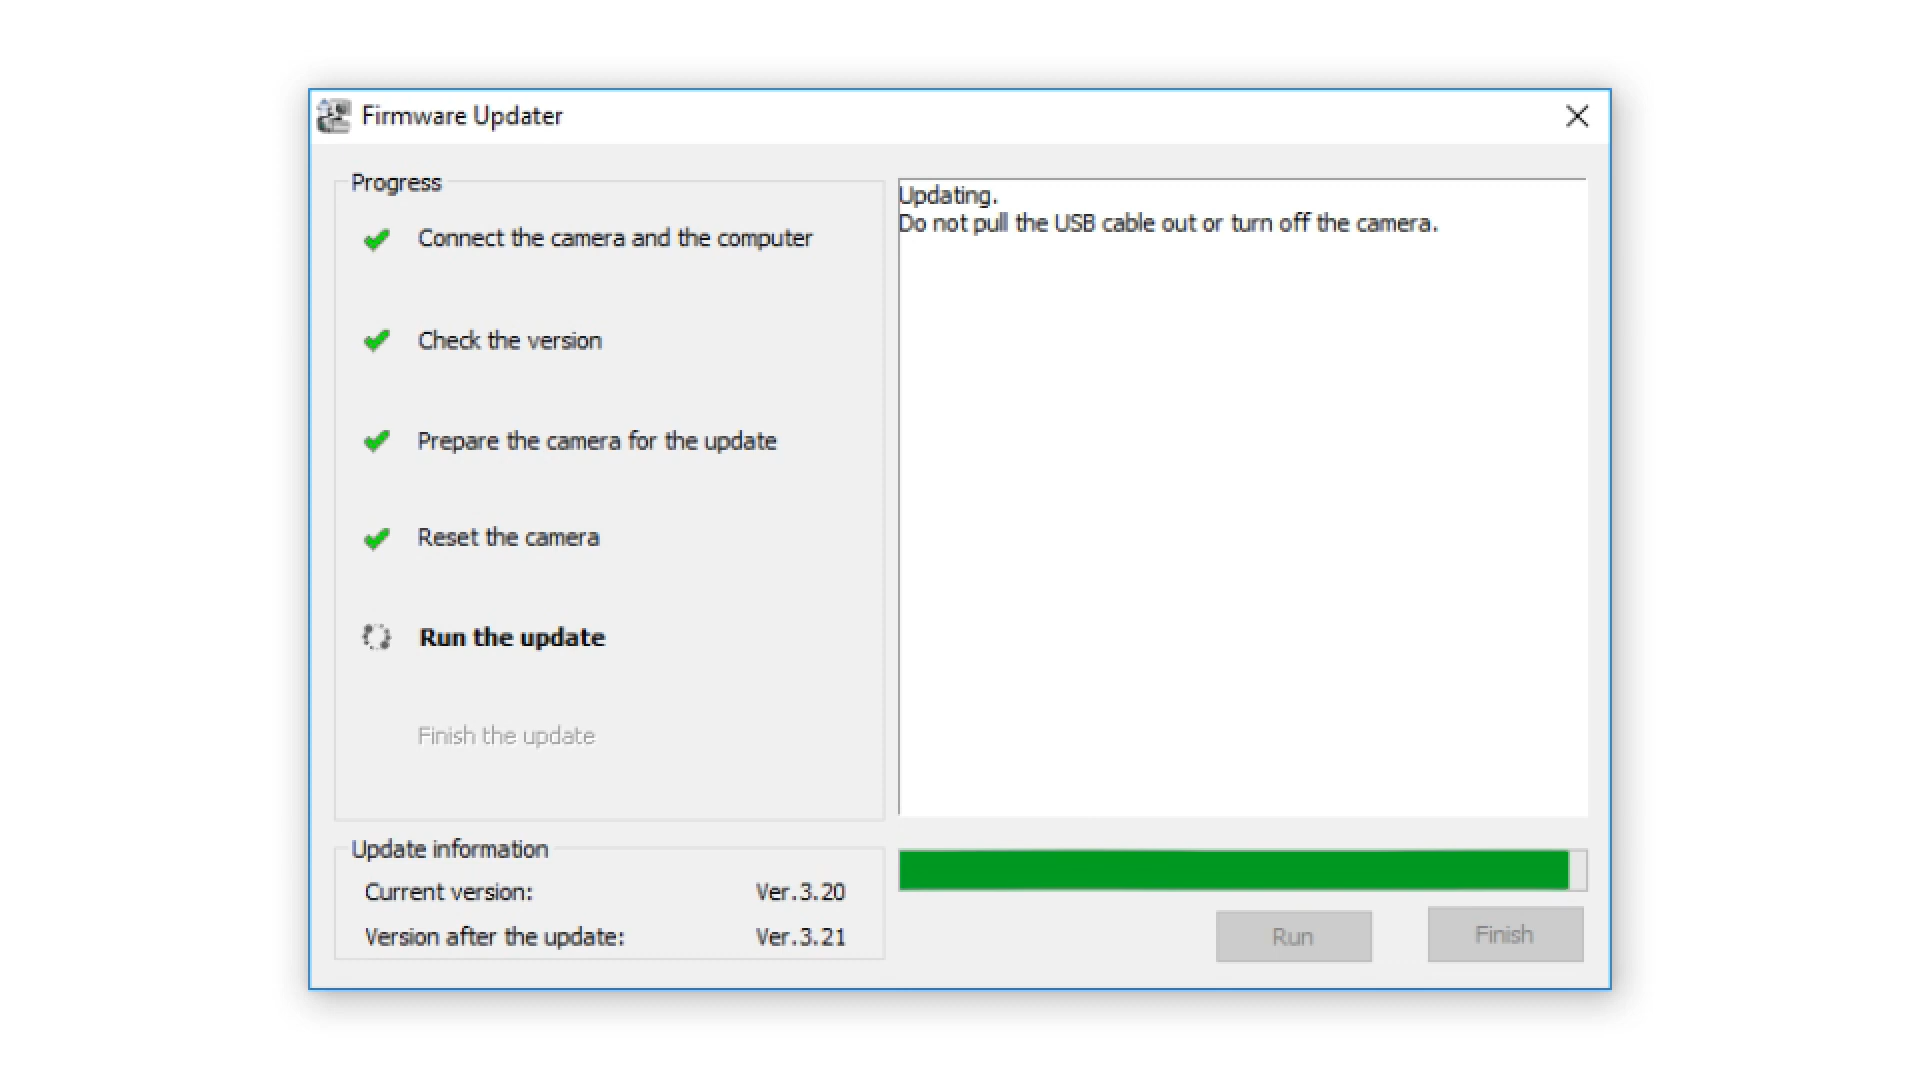 Firmware Updater
Progress
Connect the camera and the computer
Check the version
Prepare the camera for the update
Reset the camera
Run the update
Finish the update
Updating.
Do not pull the USB cable out or turn off the camera.
Update information
Current version: Ver.3.20
Version after the update: Ver.3.21
Run
Finish